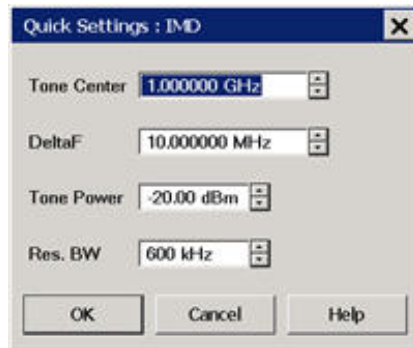 Quick Settings : IMD
Tone Center 1.000000 GHz
DeltaF 10.000000 MHz
Tone Power -20.00 dBm
Res. BW 600 kHz
OK Cancel Help